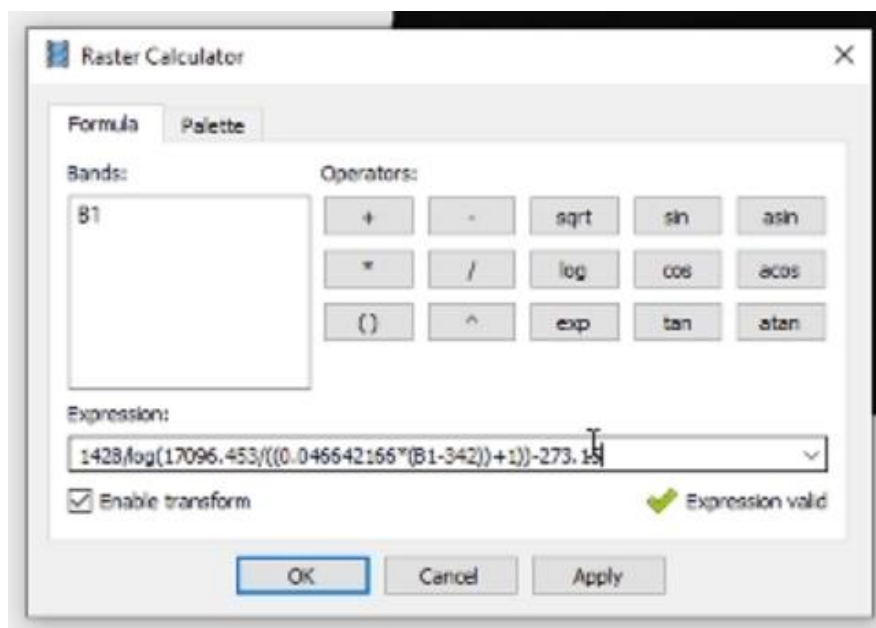 Raster Calculator
Formula Palette
Bands: Operators:
B1
+ - sqrt sin asin
* / log cos acos
() ^ exp tan atan
Expression:
1428/log(17096.453/(((0.046642166*(B1-342))+1))-273.15
Enable transform
Expression valid
OK Cancel Apply